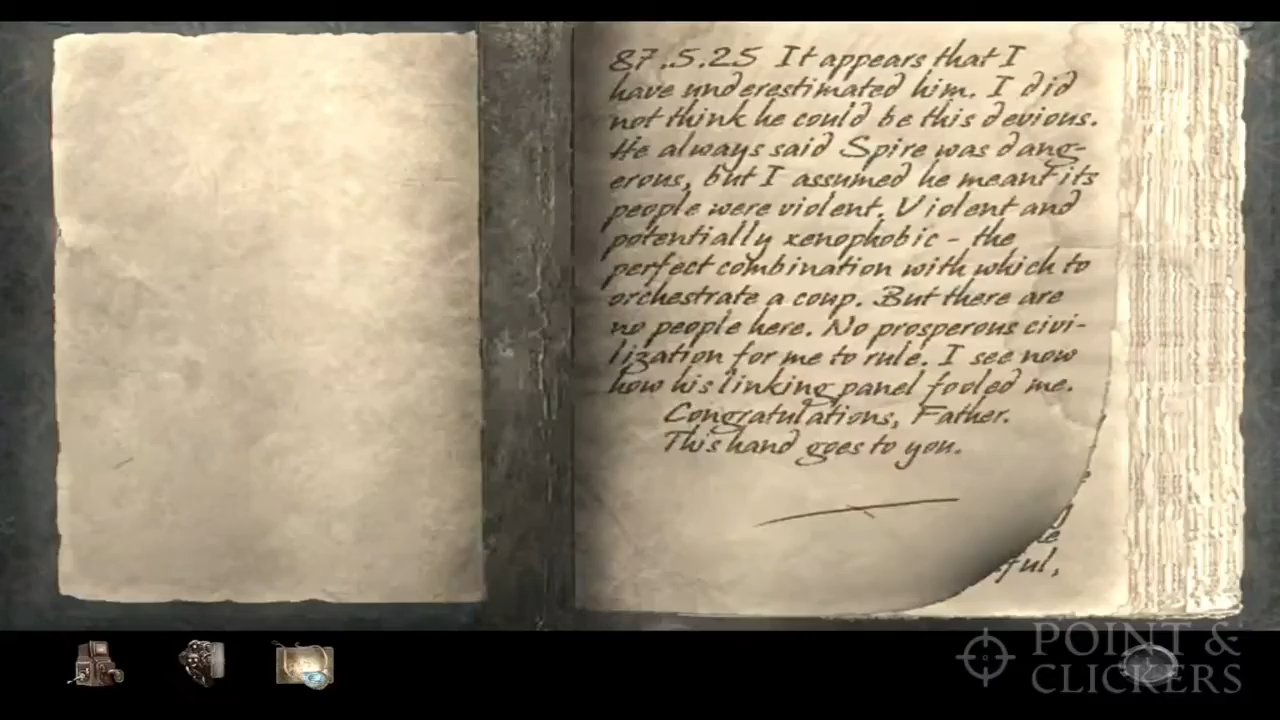 87.5.25 It appears that I
have underestimated him. I did
not think he could be this devious.
He always said Spire was dang-
erous, but I assumed he meant its
people were violent. Violent and
potentially xenophobic - the
perfect combination with which to
orchestrate a coup. But there are
no people here. No prosperous civi-
lization for me to rule. I see now
how his linking panel fooled me.
Congratulations, Father.
This hand goes to you.
POINT &
CLICKERS